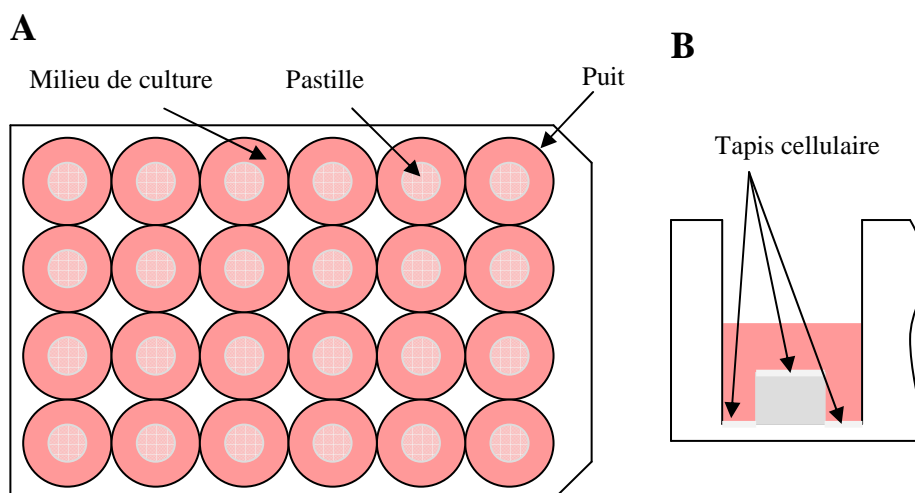 A
Milieu de culture
Pastille
Puit
B
Tapis cellulaire